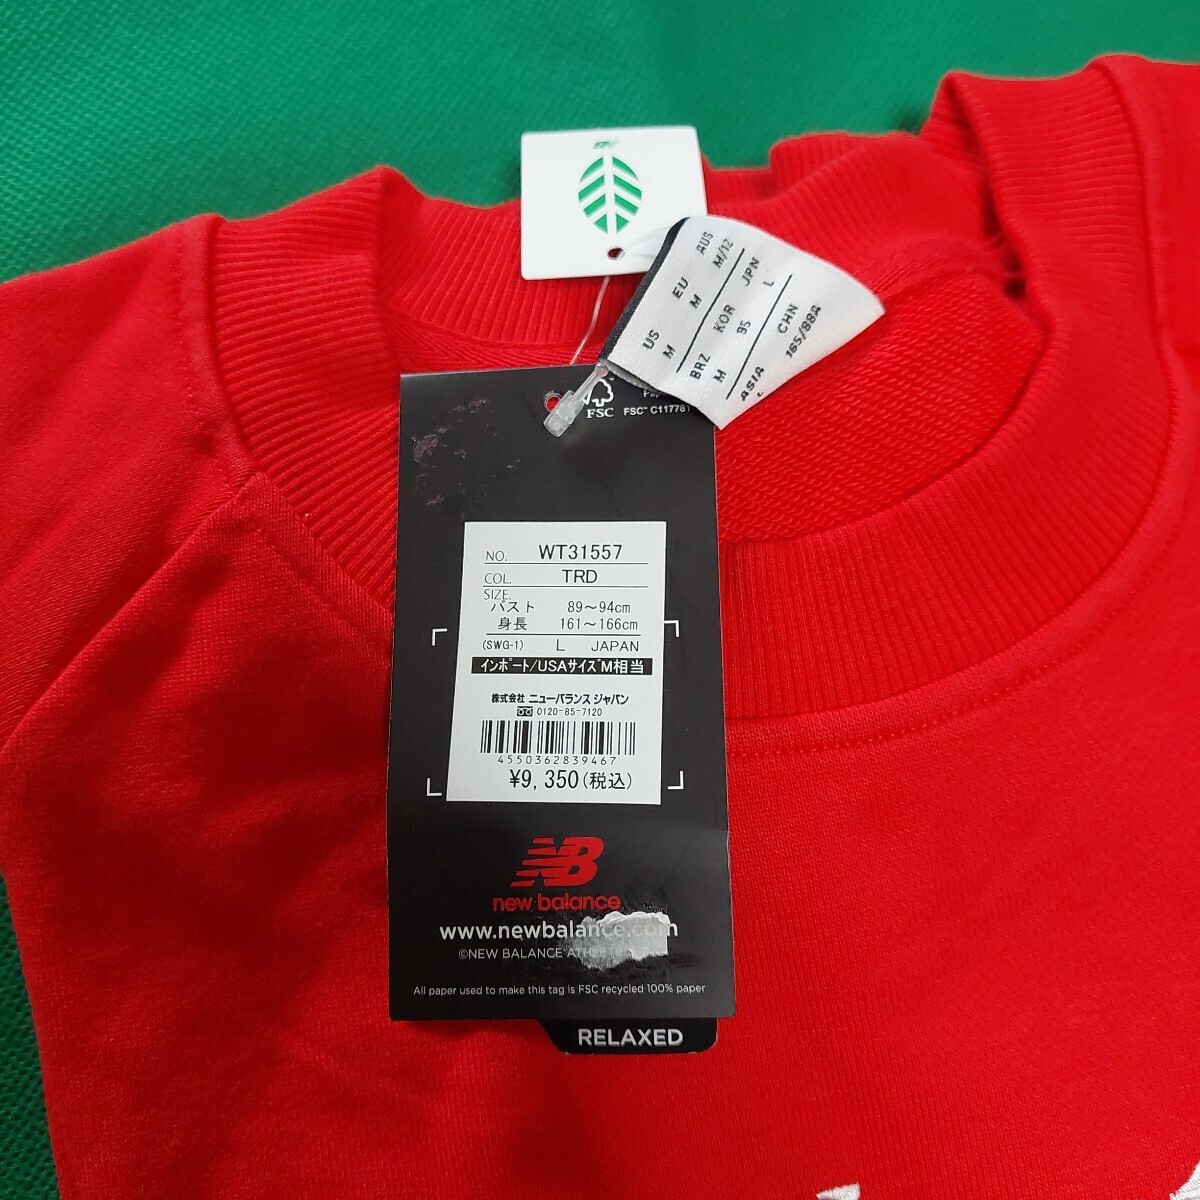 AUS
M/12
EU
M
US
M
JPN
L
KOR
95
BRZ
M
CHN
165/88A
ASIA
L
FSC
FSC™ C117781
NO. WT31557
COL. TRD
SIZE.
バスト 89～94cm
身長 161～166cm
(SWG-1) L JAPAN
インポート/USAサイズM相当
株式会社 ニューバランス ジャパン
0120-85-7120
4550362839467
¥9,350(税込)
NB
new balance
www.newbalance.com
©NEW BALANCE
All paper used to make this tag is FSC recycled 100% paper
RELAXED